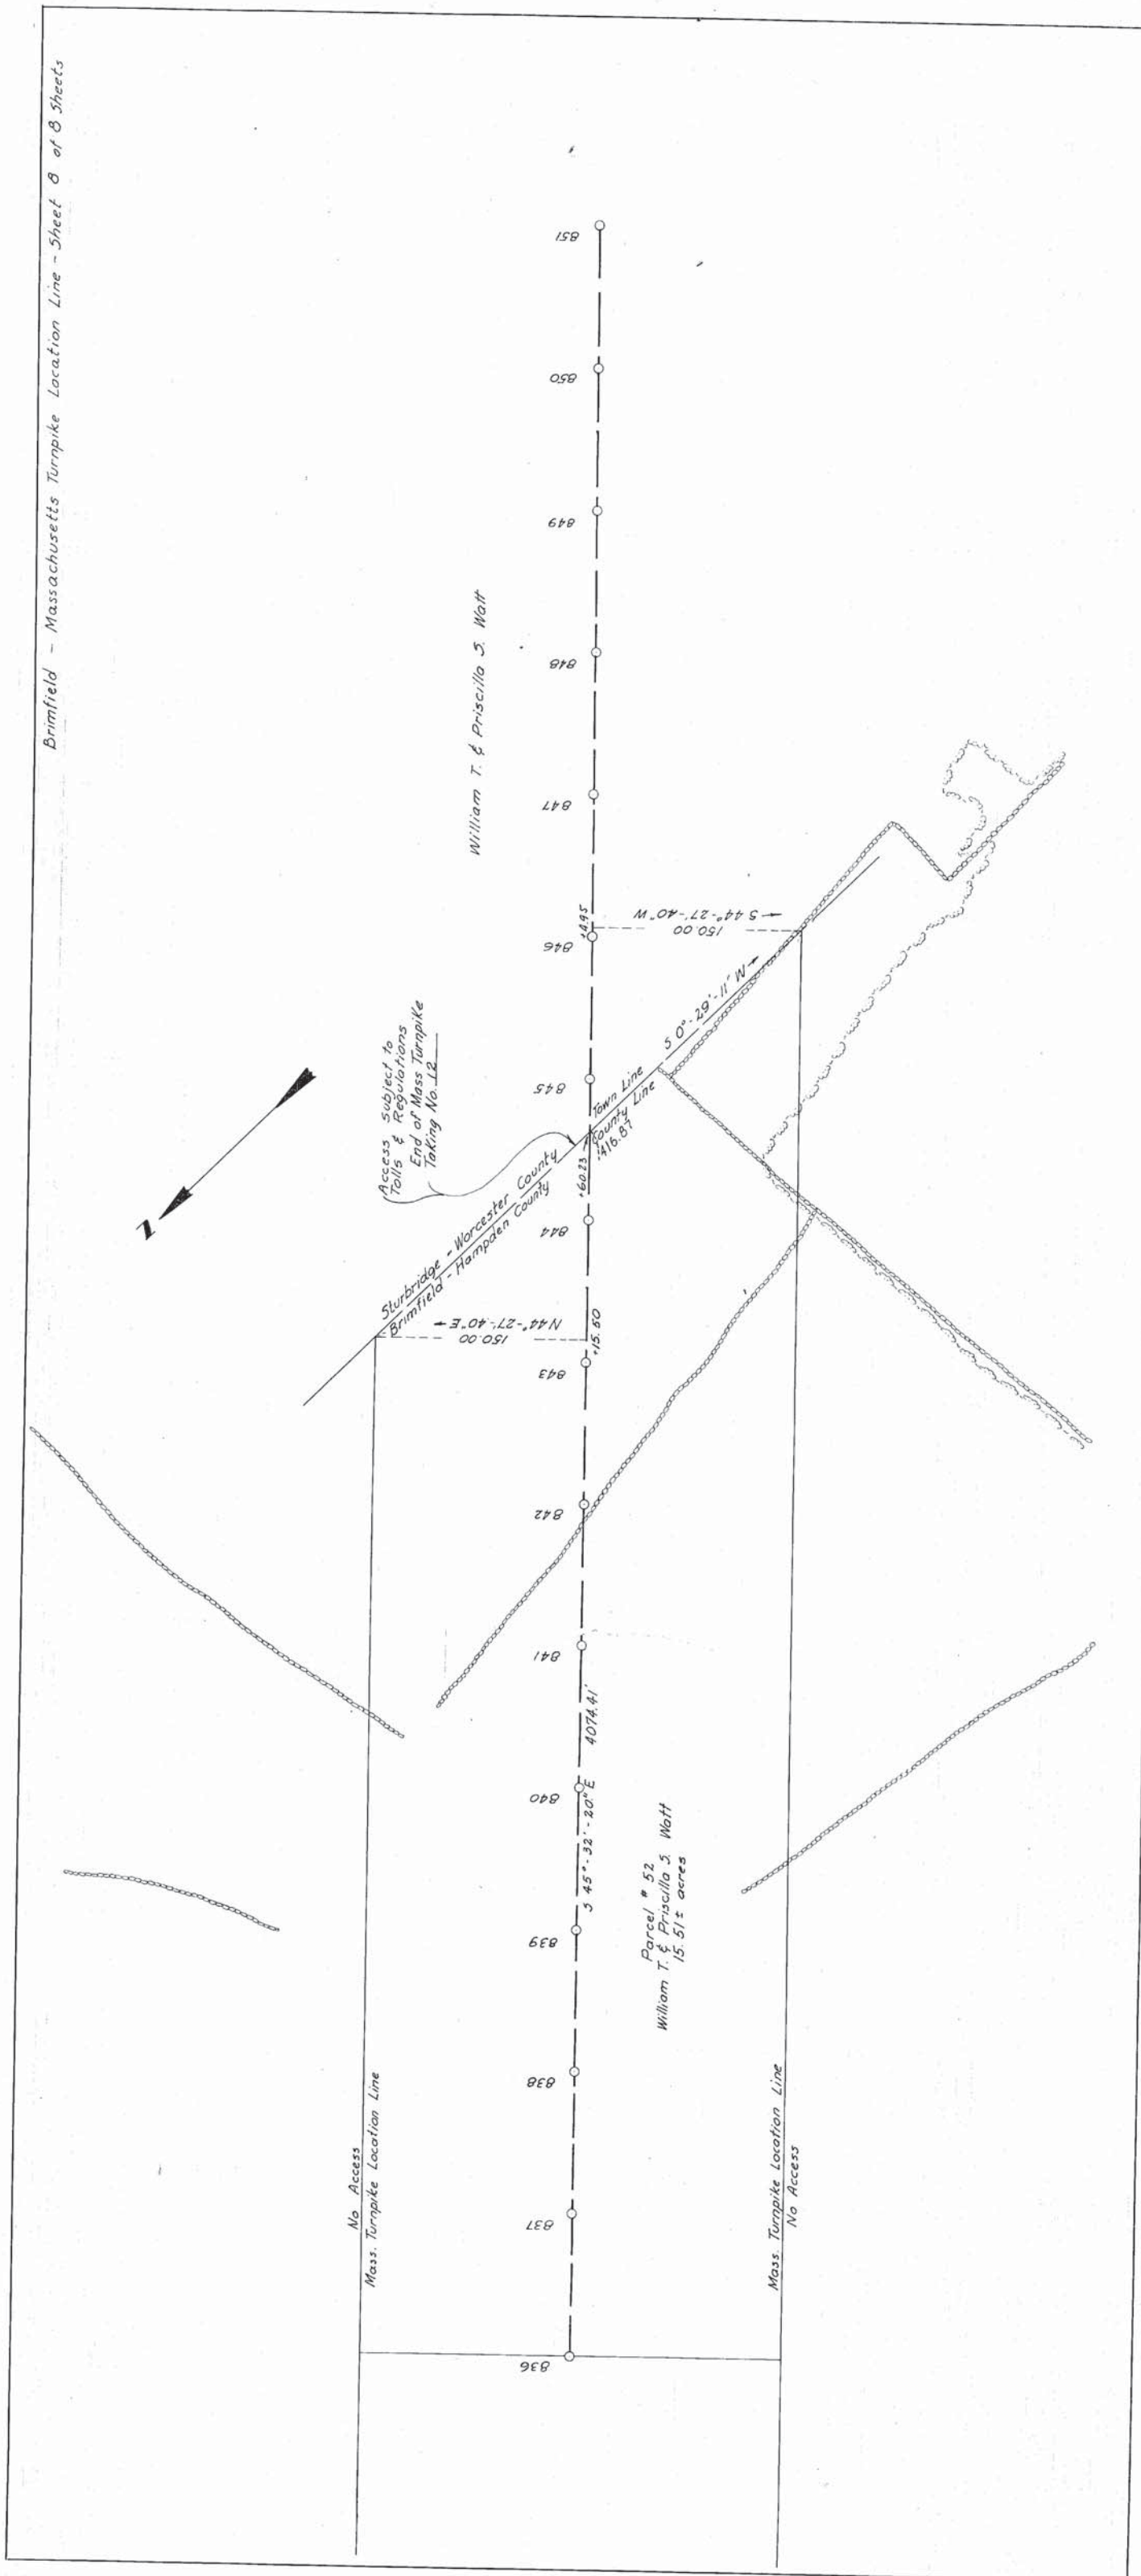 Brimfield - Massachusetts Turnpike Location Line - Sheet 8 of 8 Sheets
No Access
Mass. Turnpike Location Line
836
837
838
839
840
841
842
843
844
845
846
847
848
849
850
851
S 45°-32'-20" E 4074.41'
+15.50
+60.23
+4.95
150.00
N 44°-27'-40" E
Sturbridge - Worcester County
Brimfield - Hampden County
Town Line
County Line
416.87
S 0°-29'-11" W
Access Subject to
Tolls & Regulations
End of Mass Turnpike
Taking No. 12
N
William T. & Priscilla S. Watt
150.00
S 44°-27'-40" W
Parcel # 52
William T. & Priscilla S. Watt
15.51± acres
Mass. Turnpike Location Line
No Access